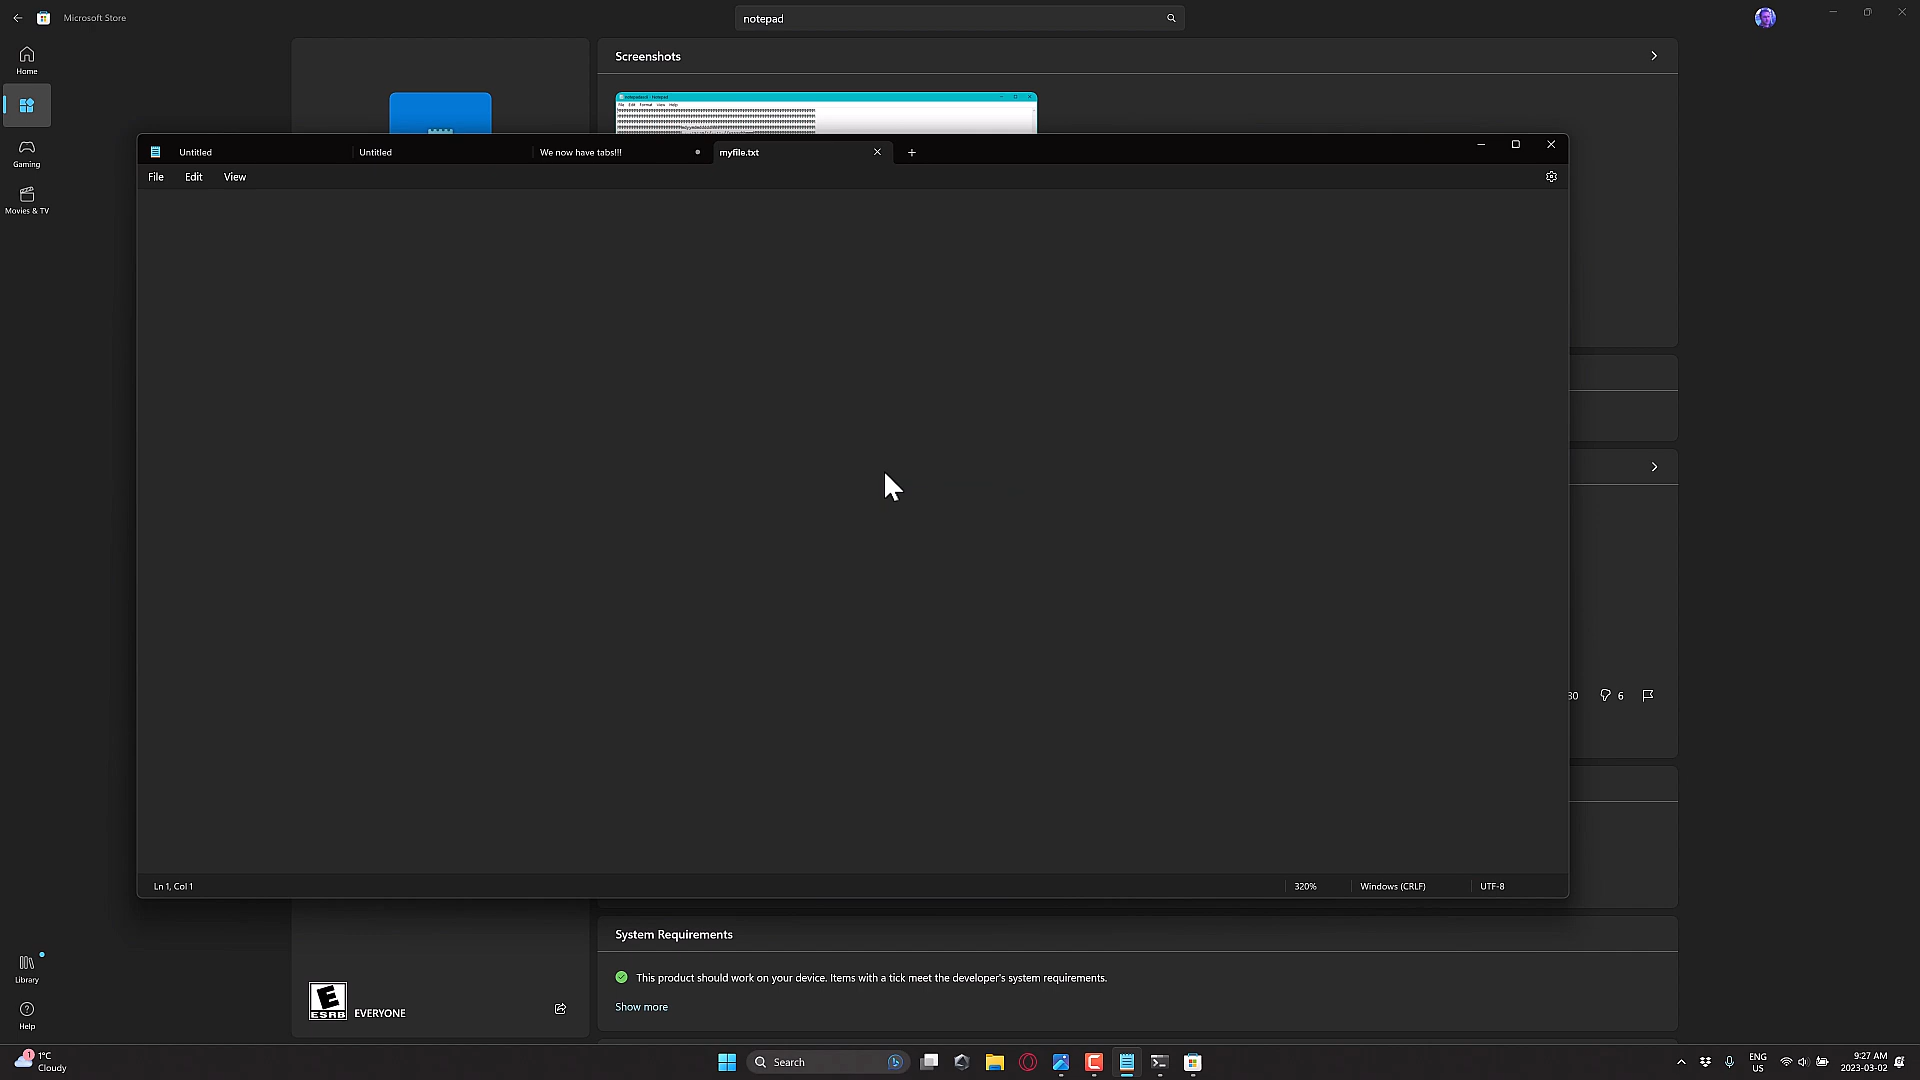 Microsoft Store
notepad
Home
Gaming
Movies & TV
Library
Help
Screenshots
Untitled
Untitled
We now have tabs!!!
myfile.txt
File
Edit
View
Ln 1, Col 1
320%
Windows (CRLF)
UTF-8
30
6
System Requirements
This product should work on your device. Items with a tick meet the developer's system requirements.
Show more
E
ESRB
EVERYONE
1
1°C
Cloudy
Search
ENG
US
9:27 AM
2023-03-02